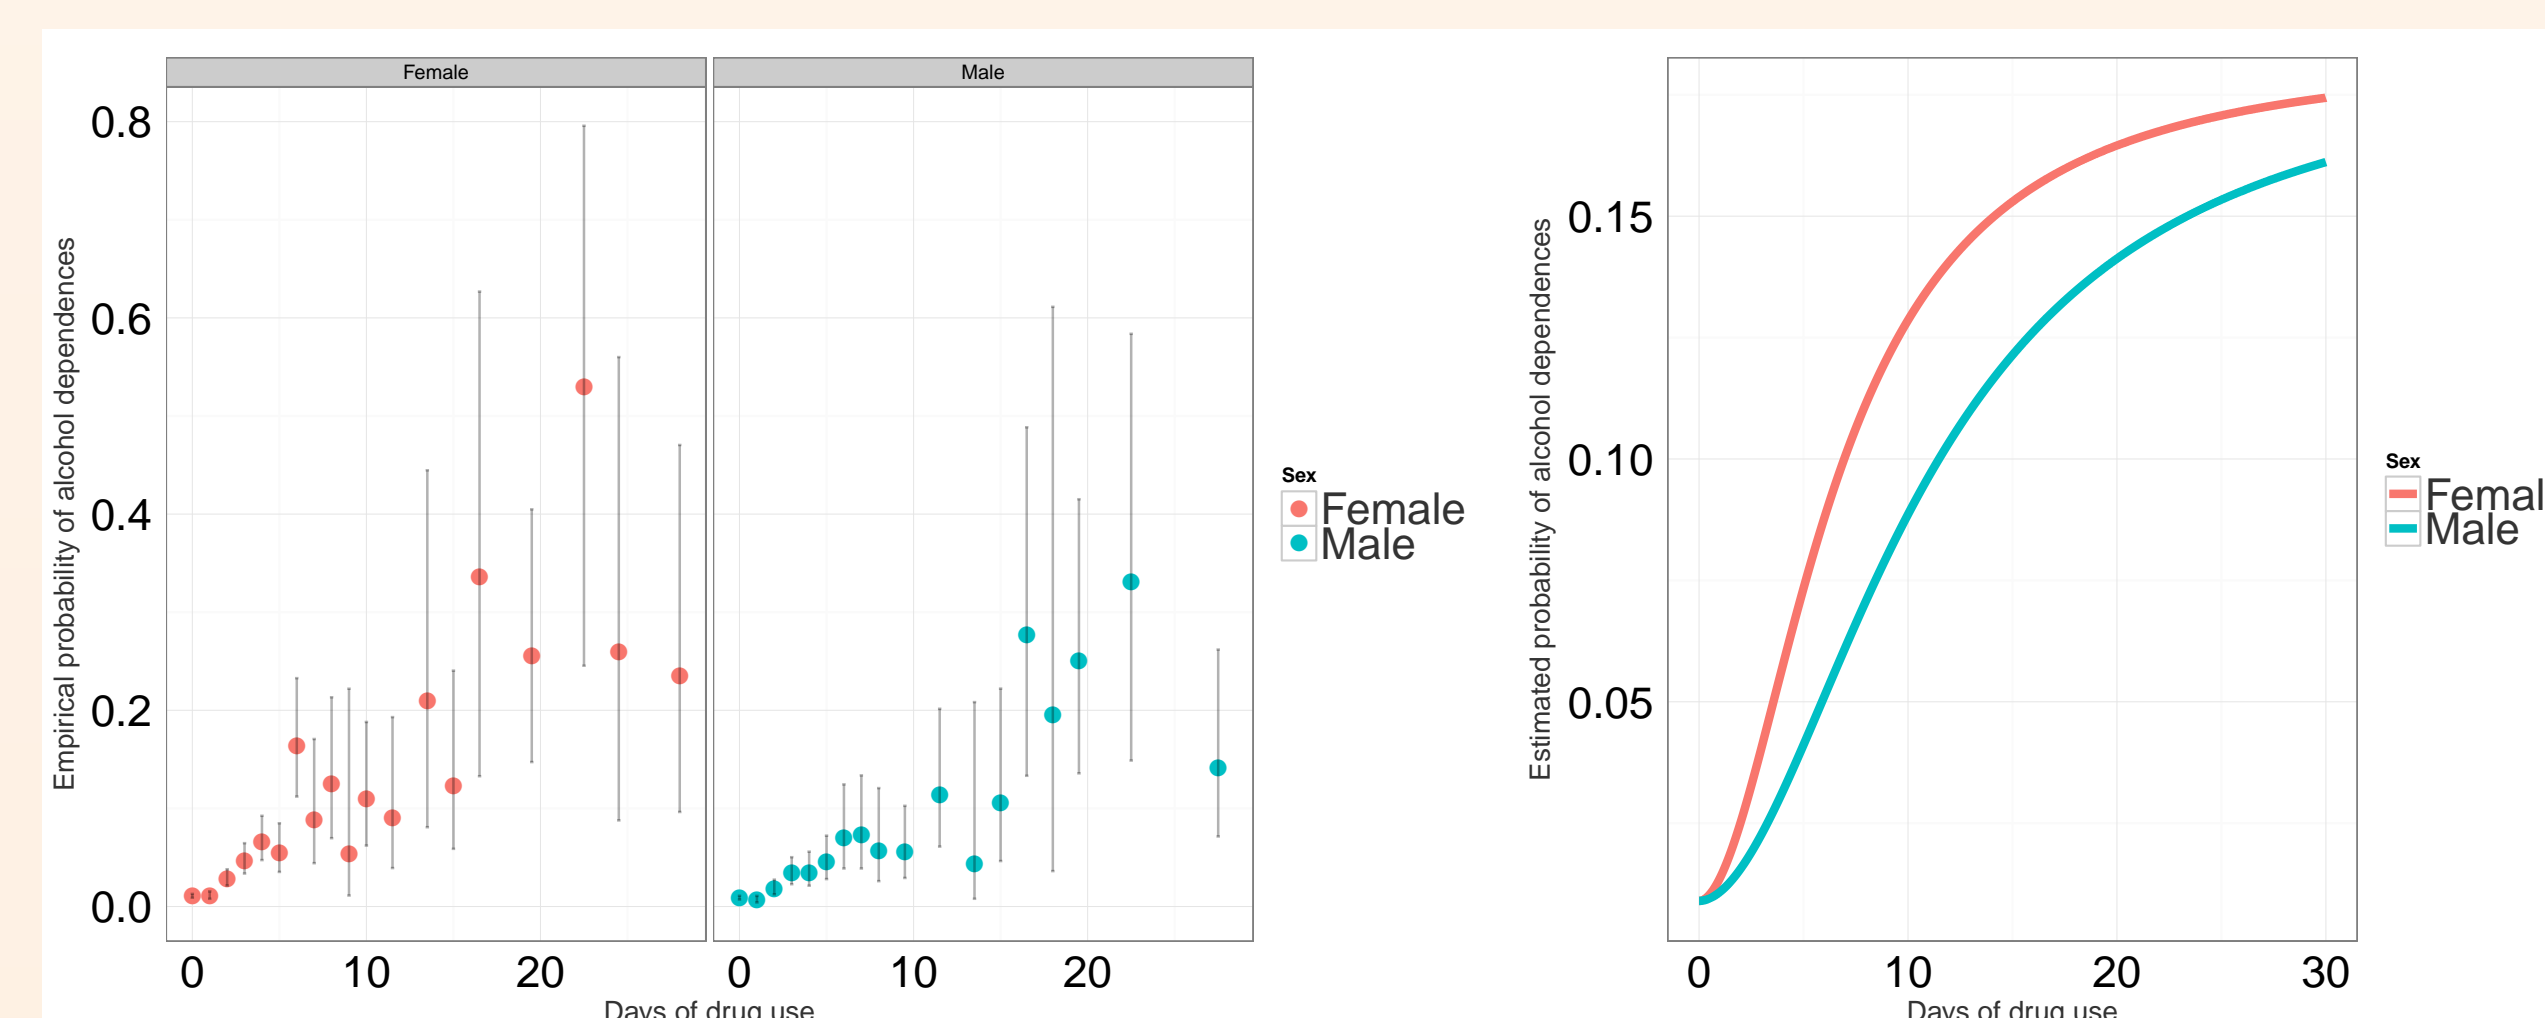 Female
Male
Empirical probability of alcohol dependences
0.8
0.6
0.4
0.2
0.0
0 10 20
0 10 20
Days of drug use
Sex
Female
Male
Estimated probability of alcohol dependences
0.15
0.10
0.05
0 10 20 30
Days of drug use
Sex
Femal
Male